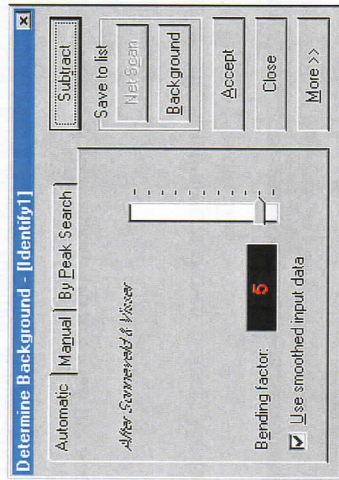 Determine Background - [Identify1]
Automatic
Manual
By Peak Search
After Sonneveld & Visser
Bending factor:
5
Use smoothed input data
Subtract
Save to list
Net Scan
Background
Accept
Close
More >>